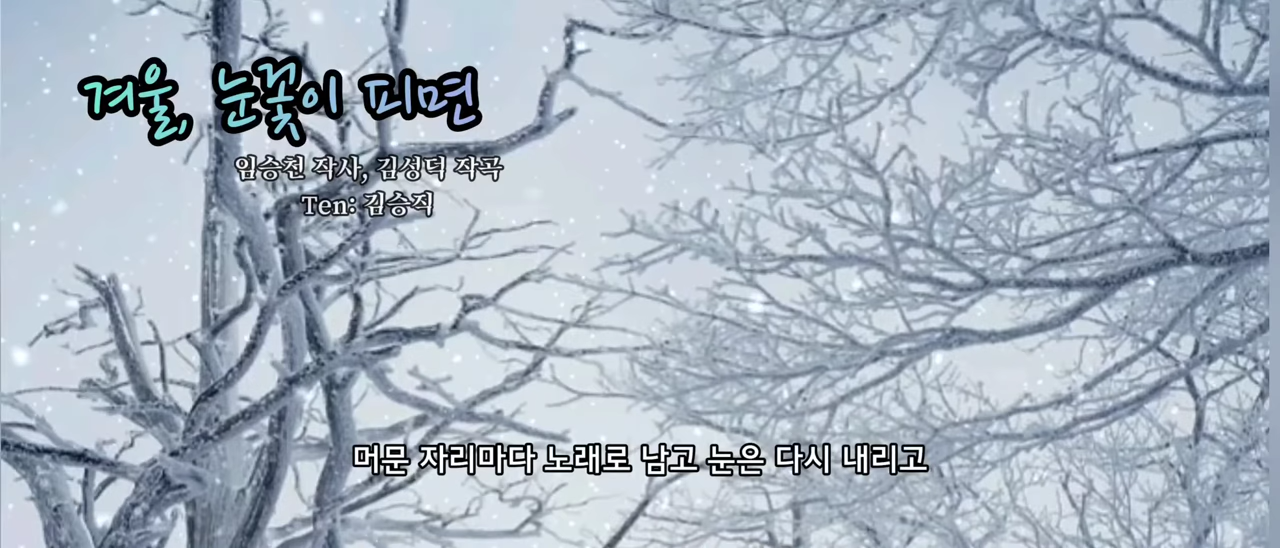 겨울, 눈꽃이 피면
임승천 작사, 김성덕 작곡
Ten: 김승직
머문 자리마다 노래로 남고 눈은 다시 내리고